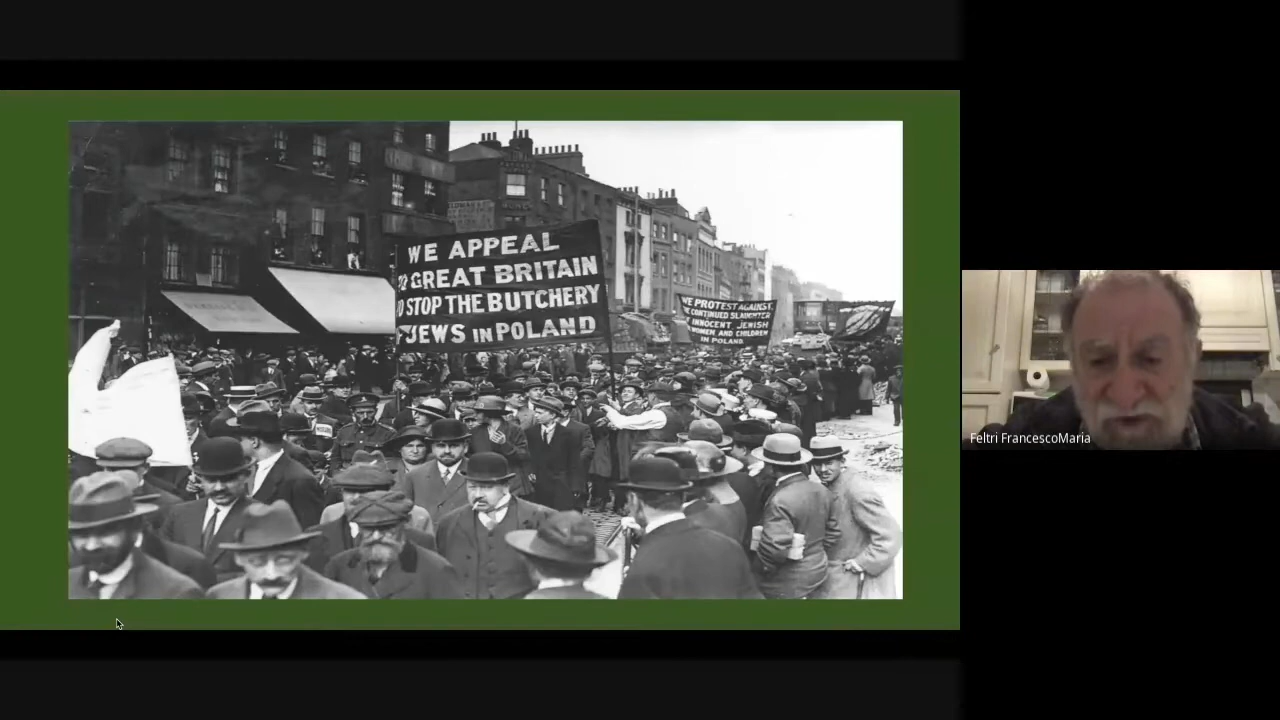 WE APPEAL
TO GREAT BRITAIN
TO STOP THE BUTCHERY
OF JEWS IN POLAND
WE PROTEST AGAINST
THE CONTINUED SLAUGHTER
OF INNOCENT JEWISH
WOMEN AND CHILDREN
IN POLAND
Feltri FrancescoMaria